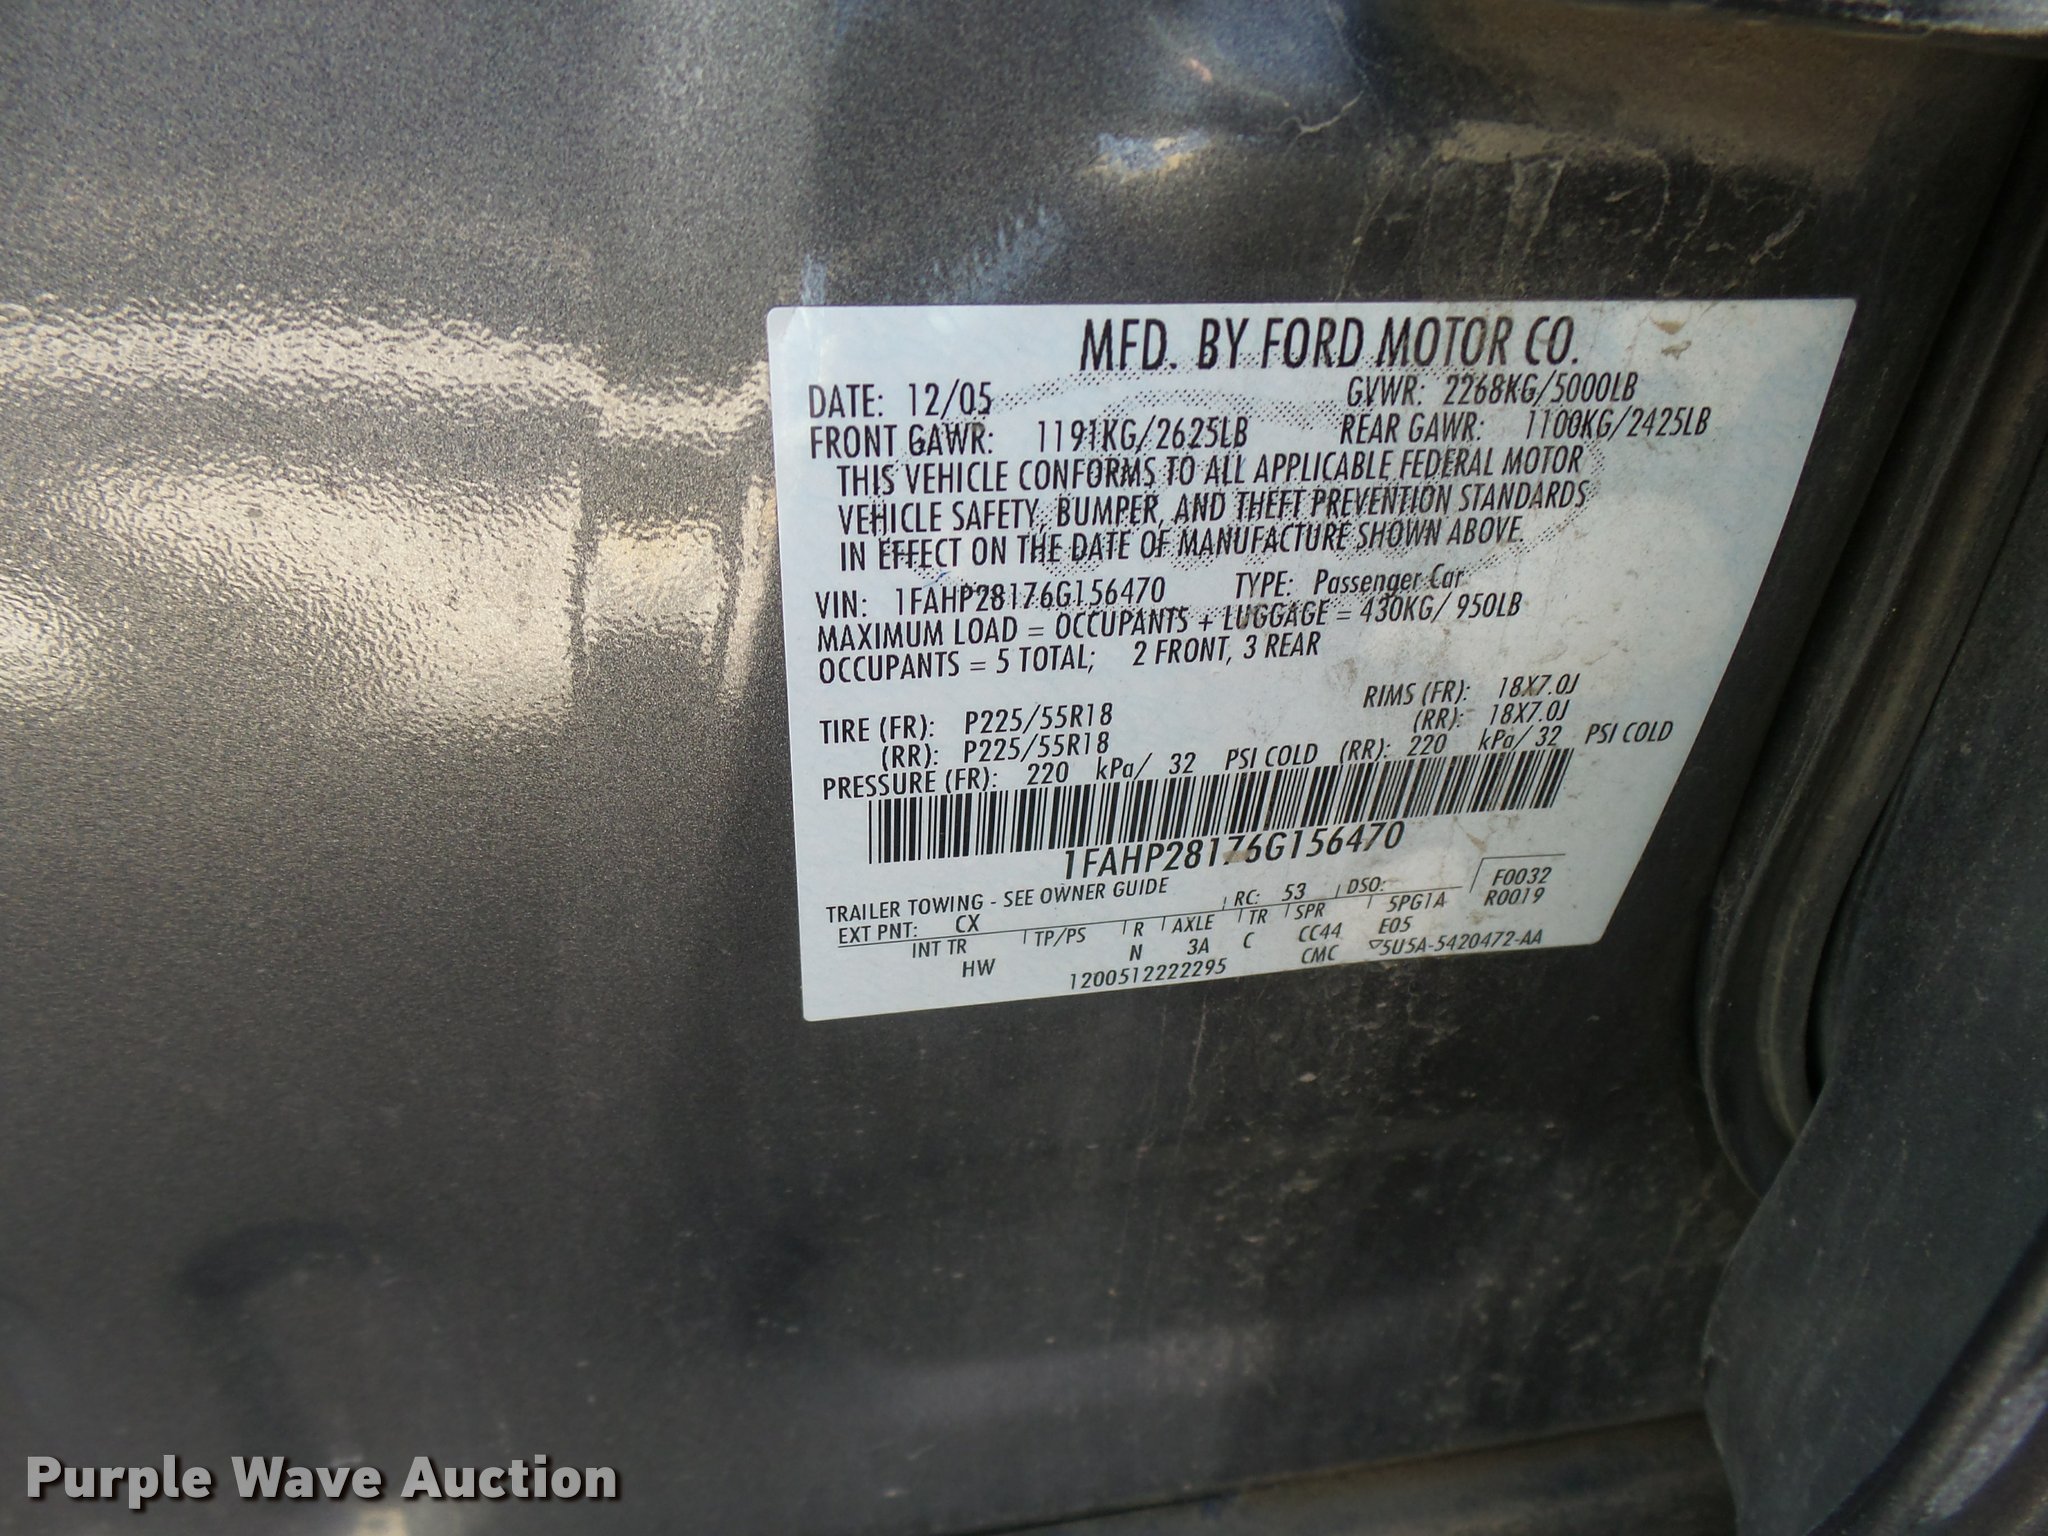 MFD. BY FORD MOTOR CO.
DATE: 12/05 GVWR: 2268KG/5000LB
FRONT GAWR: 1191KG/2625LB REAR GAWR: 1100KG/2425LB
THIS VEHICLE CONFORMS TO ALL APPLICABLE FEDERAL MOTOR
VEHICLE SAFETY, BUMPER, AND THEFT PREVENTION STANDARDS
IN EFFECT ON THE DATE OF MANUFACTURE SHOWN ABOVE.
VIN: 1FAHP28176G156470 TYPE: Passenger Car
MAXIMUM LOAD = OCCUPANTS + LUGGAGE = 430KG/ 950LB
OCCUPANTS = 5 TOTAL; 2 FRONT, 3 REAR
TIRE (FR): P225/55R18 RIMS (FR): 18X7.0J
(RR): P225/55R18 (RR): 18X7.0J
PRESSURE (FR): 220 kPa/ 32 PSI COLD (RR): 220 kPa/ 32 PSI COLD
1FAHP28176G156470
TRAILER TOWING - SEE OWNER GUIDE RC: 53 DSO: F0032
EXT PNT: CX 5PG1A R0019
INT TR TP/PS R AXLE TR SPR E05
HW N 3A C CC44 5U5A-5420472-AA
1200512222295 CMC
Purple Wave Auction